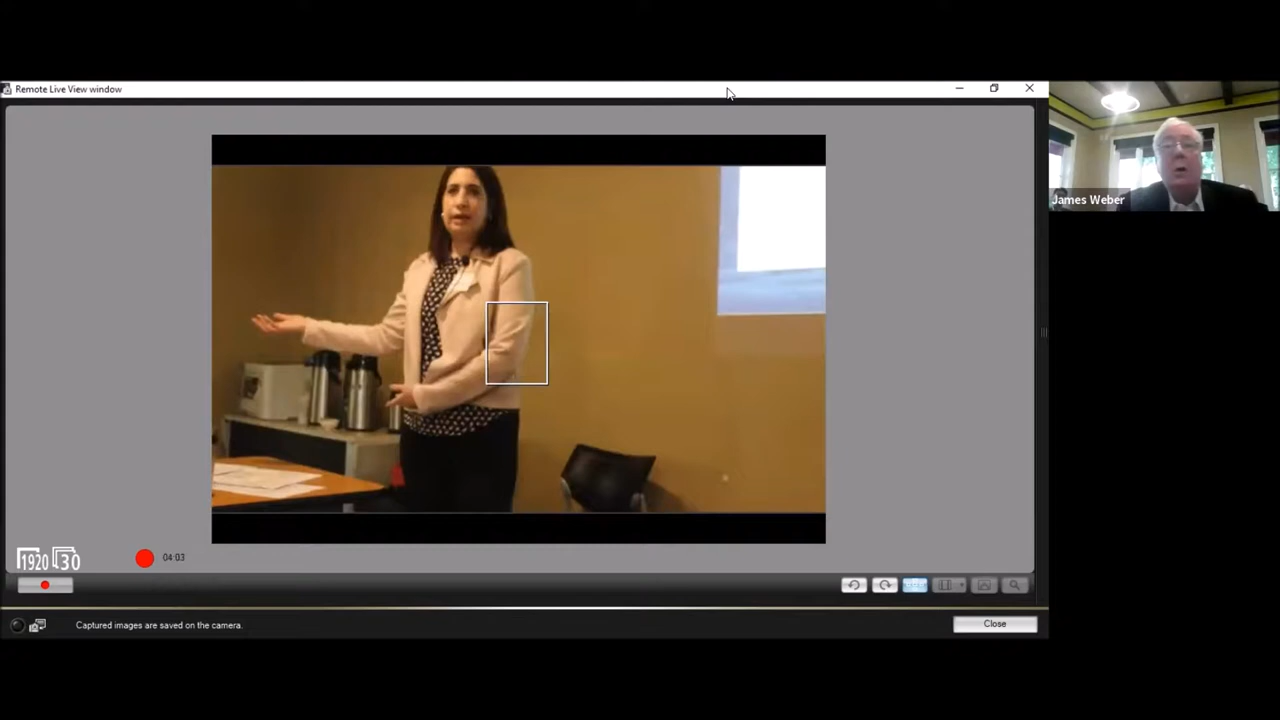 Remote Live View window
James Weber
1920 30
04:03
Captured images are saved on the camera.
Close